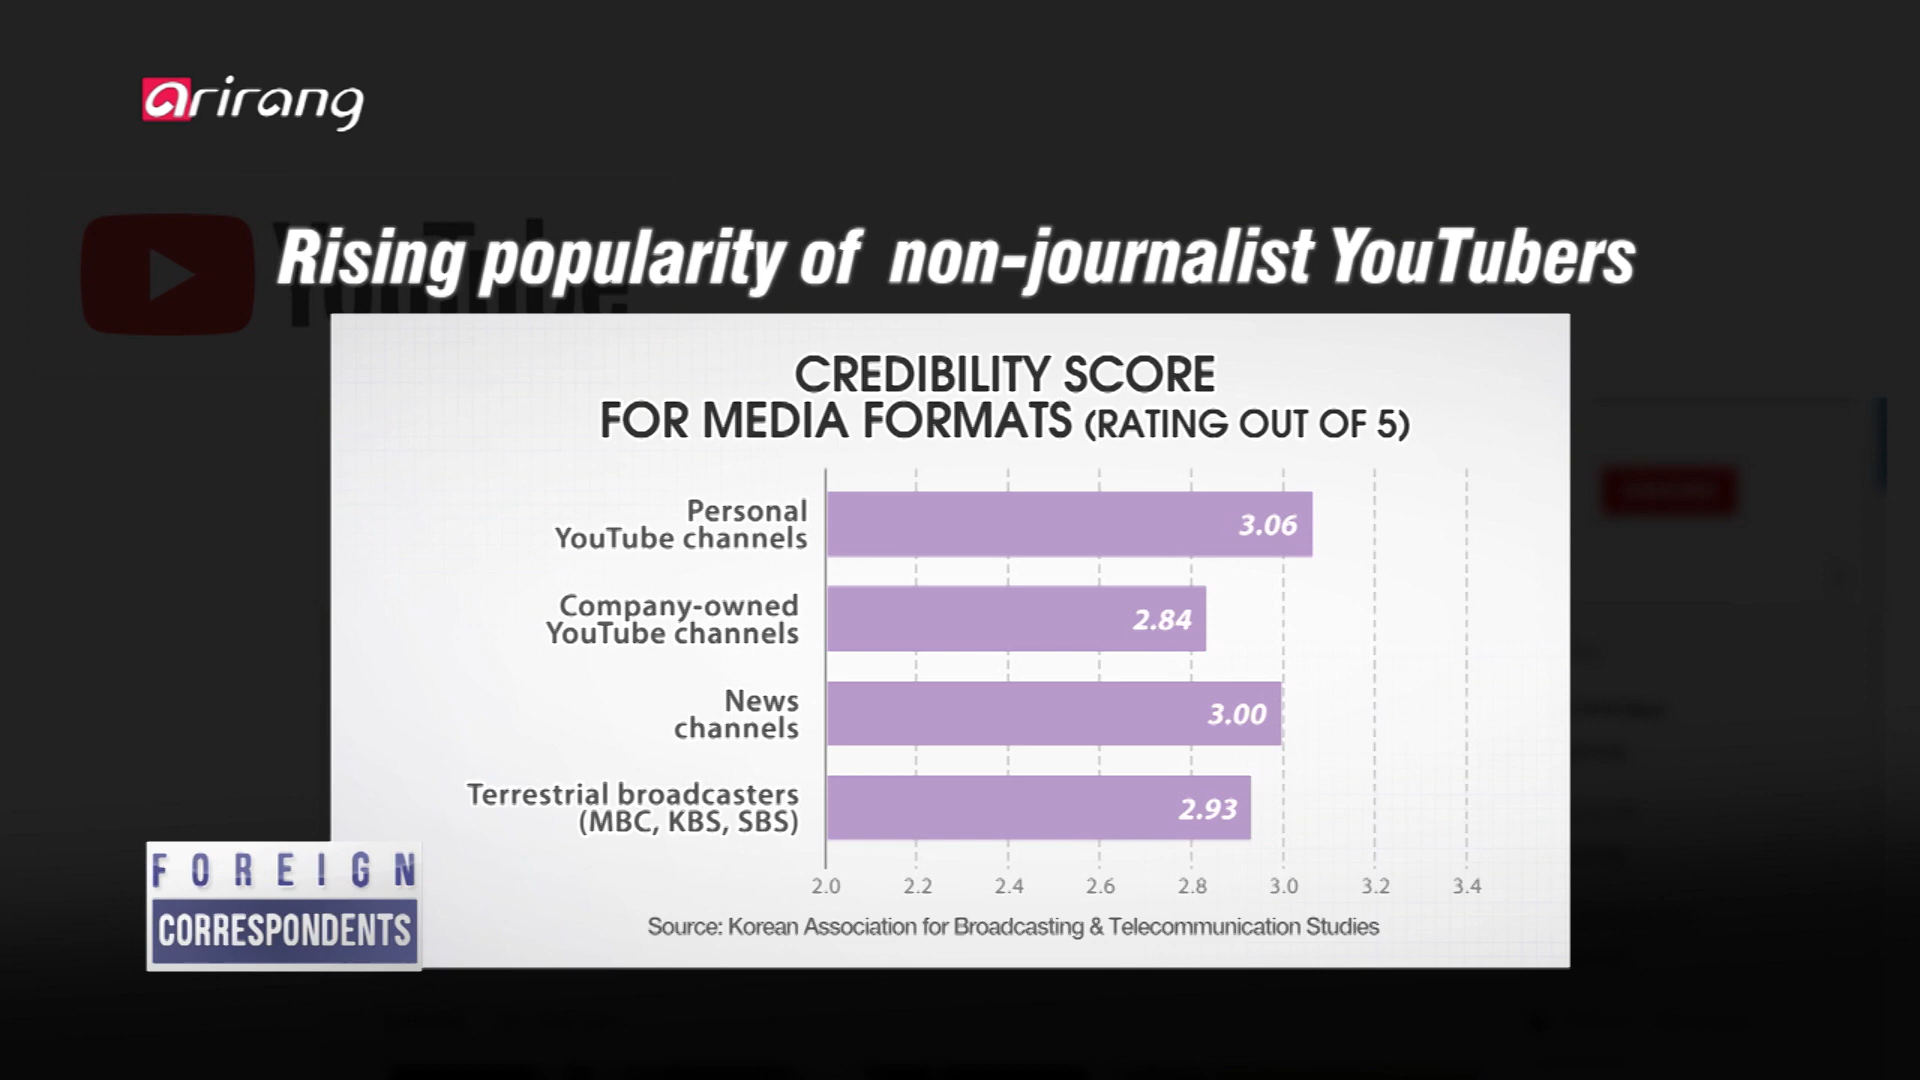 arirang
YouTube
Rising popularity of non-journalist YouTubers
CREDIBILITY SCORE
FOR MEDIA FORMATS (RATING OUT OF 5)
Personal
YouTube channels
3.06
Company-owned
YouTube channels
2.84
News
channels
3.00
Terrestrial broadcasters
(MBC, KBS, SBS)
2.93
2.0 2.2 2.4 2.6 2.8 3.0 3.2 3.4
Source: Korean Association for Broadcasting & Telecommunication Studies
FOREIGN
CORRESPONDENTS